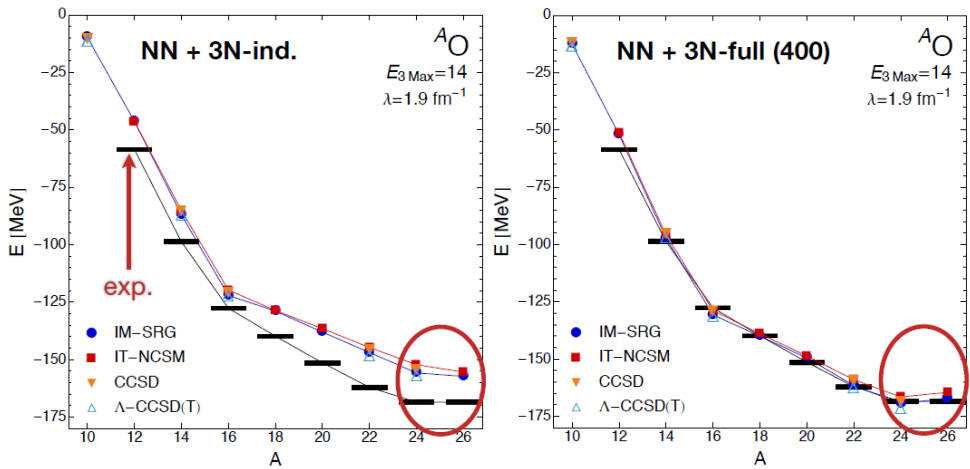 0
−25
−50
−75
−100
−125
−150
−175
E [MeV]
10 12 14 16 18 20 22 24 26
A
NN + 3N-ind.
ᴬO
E₃ Max=14
λ=1.9 fm⁻¹
exp.
IM−SRG
IT−NCSM
CCSD
Λ−CCSD(T)
0
−25
−50
−75
−100
−125
−150
−175
E [MeV]
10 12 14 16 18 20 22 24 26
A
NN + 3N-full (400)
ᴬO
E₃ Max=14
λ=1.9 fm⁻¹
IM−SRG
IT−NCSM
CCSD
Λ−CCSD(T)